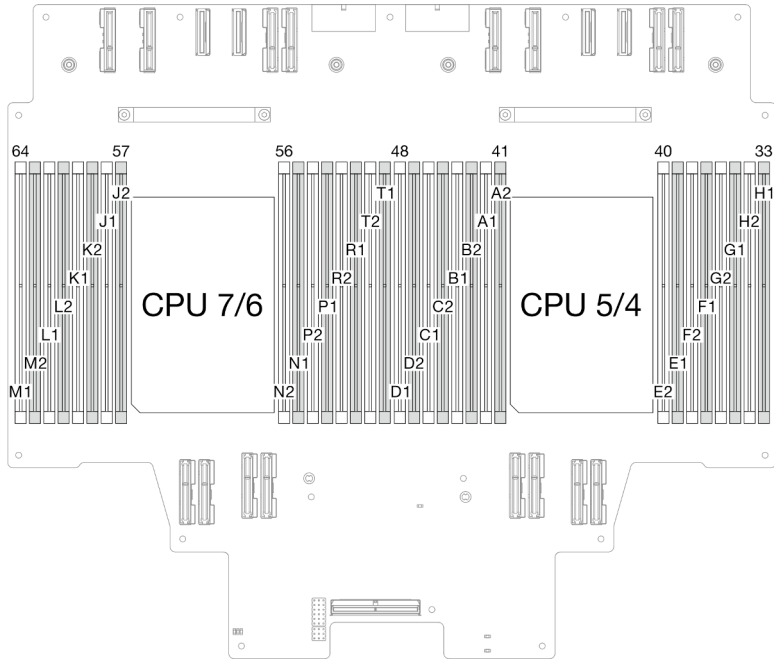 64 57 56 48 41 40 33
J2 T1 A2 H1
J1 T2 A1 H2
K2 R1 B2 G1
K1 R2 B1 G2
CPU 7/6 CPU 5/4
L2 P1 C2 F1
L1 P2 C1 F2
M2 N1 D2 E1
M1 N2 D1 E2